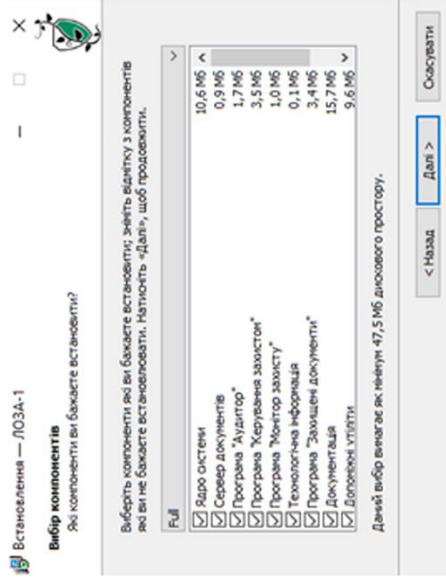 Встановлення — ЛОЗА-1
Вибір компонентів
Які компоненти ви бажаєте встановити?
Виберіть компоненти які ви бажаєте встановити; зніміть відмітку з компонентів
які ви не бажаєте встановлювати. Натисніть «Далі», щоб продовжити.
Full
Ядро системи 10,6 Мб
Сервер документів 0,9 Мб
Програма "Аудитор" 1,7 Мб
Програма "Керування захистом" 3,5 Мб
Програма "Монітор захисту" 1,0 Мб
Технологічна інформація 0,1 Мб
Програма "Захищені документи" 3,4 Мб
Документація 15,7 Мб
Допоміжні утиліти 9,6 Мб
Даний вибір вимагає як мінімум 47,5 Мб дискового простору.
< Назад
Далі >
Скасувати